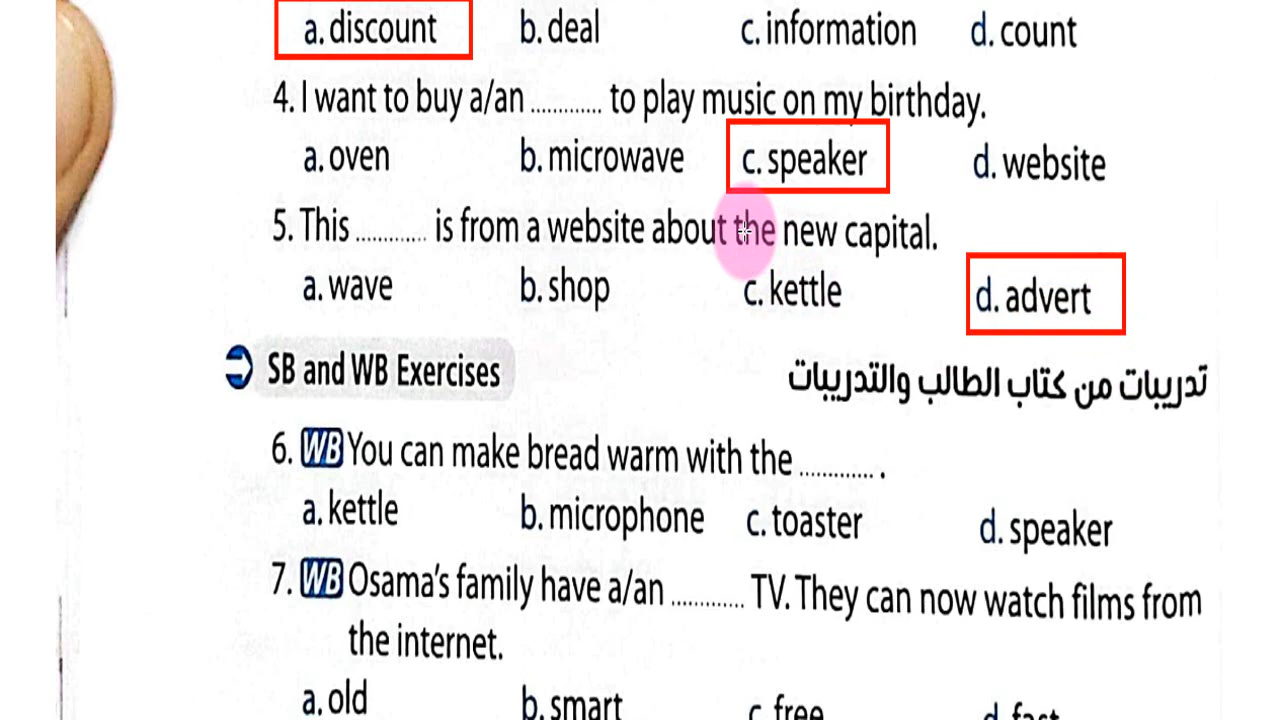 a. discount b. deal c. information d. count
4. I want to buy a/an ............ to play music on my birthday.
a. oven b. microwave c. speaker d. website
5. This ............ is from a website about the new capital.
a. wave b. shop c. kettle d. advert
SB and WB Exercises تدريبات من كتاب الطالب والتدريبات
6. WB You can make bread warm with the ............ .
a. kettle b. microphone c. toaster d. speaker
7. WB Osama's family have a/an ............ TV. They can now watch films from
the internet.
a. old b. smart c. free d. fast